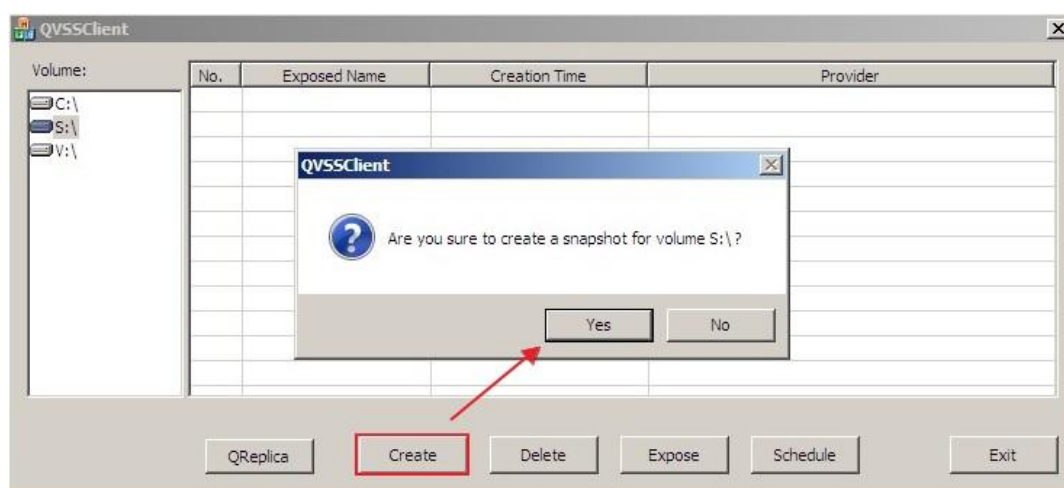 QVSSClient
Volume:
No. Exposed Name Creation Time Provider
C:\
S:\
V:\
QVSSClient
Are you sure to create a snapshot for volume S:\ ?
Yes No
QReplica Create Delete Expose Schedule Exit